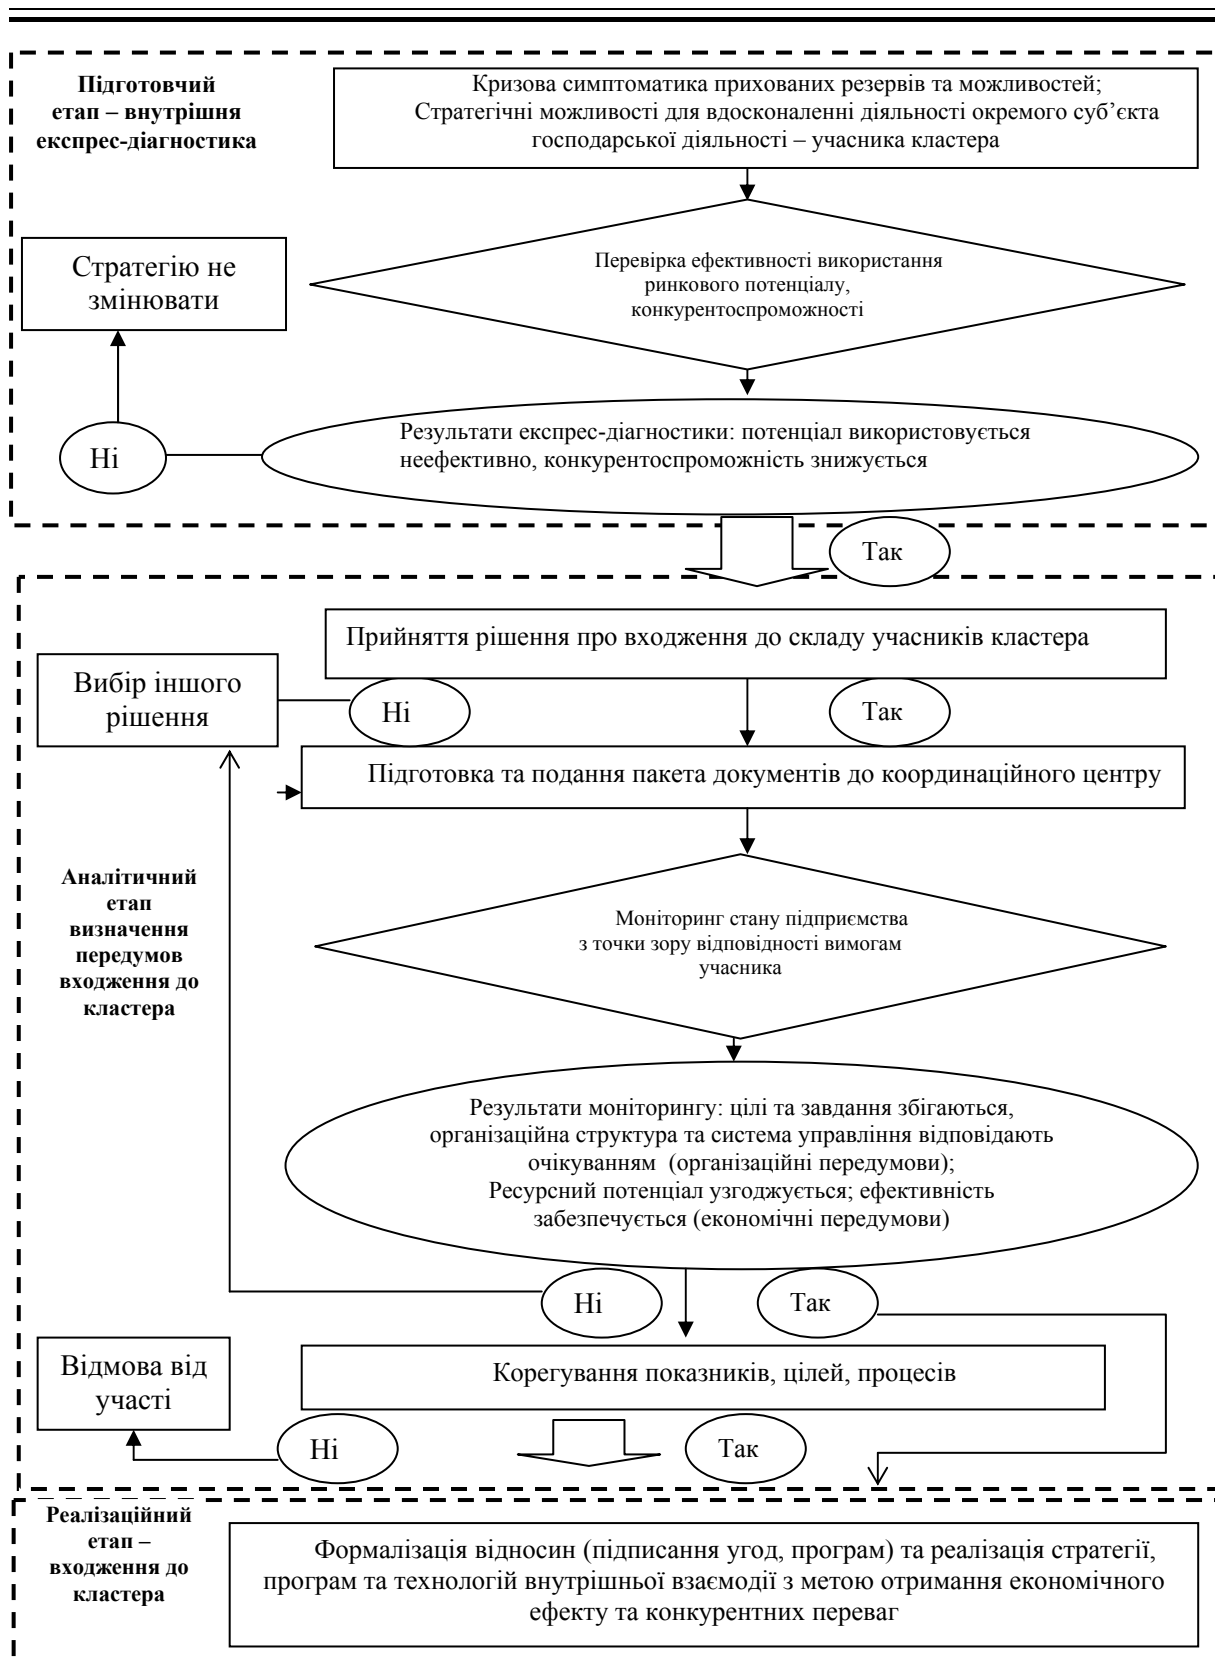 Підготовчий
етап – внутрішня
експрес-діагностика
Кризова симптоматика прихованих резервів та можливостей;
Стратегічні можливості для вдосконаленні діяльності окремого суб’єкта
господарської діяльності – учасника кластера
Стратегію не
змінювати
Перевірка ефективності використання
ринкового потенціалу,
конкурентоспроможності
Ні
Результати експрес-діагностики: потенціал використовується
неефективно, конкурентоспроможність знижується
Так
Прийняття рішення про входження до складу учасників кластера
Вибір іншого
рішення
Ні
Так
Підготовка та подання пакета документів до координаційного центру
Аналітичний
етап
визначення
передумов
входження до
кластера
Моніторинг стану підприємства
з точки зору відповідності вимогам
учасника
Результати моніторингу: цілі та завдання збігаються,
організаційна структура та система управління відповідають
очікуванням (організаційні передумови);
Ресурсний потенціал узгоджується; ефективність
забезпечується (економічні передумови)
Ні
Так
Відмова від
участі
Корегування показників, цілей, процесів
Ні
Так
Реалізаційний
етап –
входження до
кластера
Формалізація відносин (підписання угод, програм) та реалізація стратегії,
програм та технологій внутрішньої взаємодії з метою отримання економічного
ефекту та конкурентних переваг